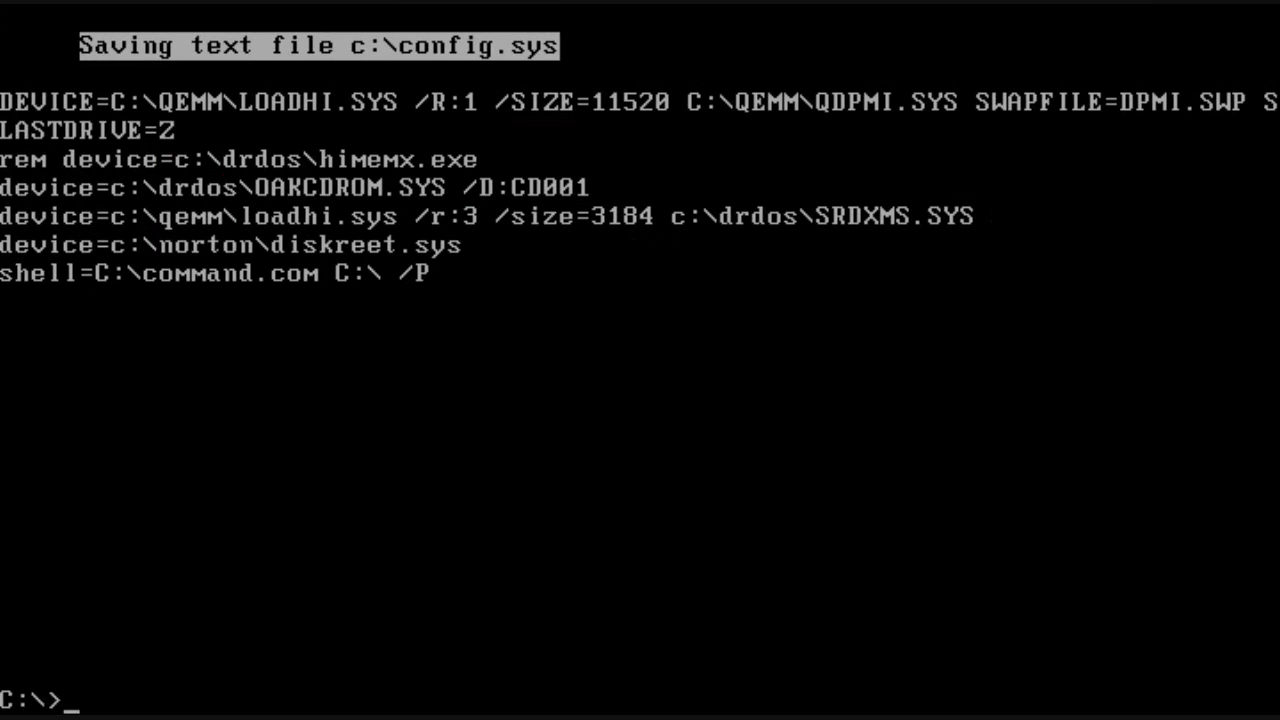 Saving text file c:\config.sys
DEVICE=C:\QEMM\LOADHI.SYS /R:1 /SIZE=11520 C:\QEMM\QDPMI.SYS SWAPFILE=DPMI.SWP S
LASTDRIVE=Z
rem device=c:\drdos\himemx.exe
device=c:\drdos\OAKCDROM.SYS /D:CD001
device=c:\qemm\loadhi.sys /r:3 /size=3184 c:\drdos\SRDXMS.SYS
device=c:\norton\diskreet.sys
shell=C:\command.com C:\ /P
C:\>_